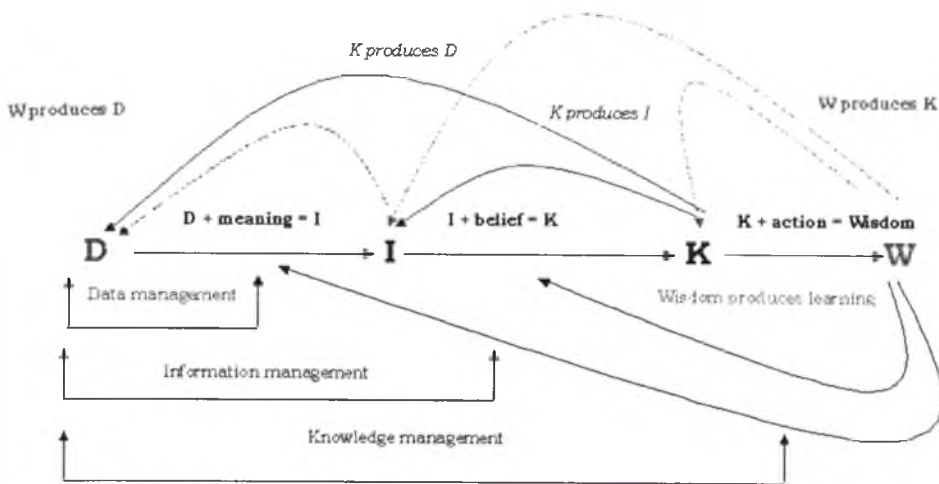 K produces D
W produces D
W produces K
K produces I
D + meaning = I
I + belief = K
K + action = Wisdom
D
I
K
W
Data management
Wisdom produces learning
Information management
Knowledge management